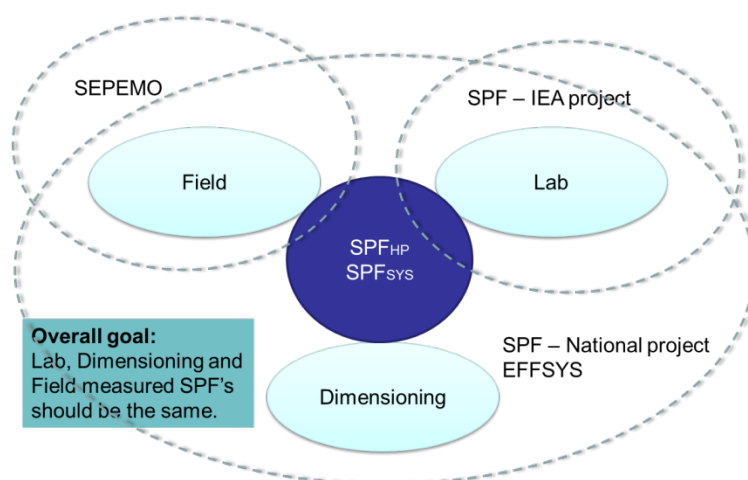 SEPEMO
SPF – IEA project
Field
Lab
SPFHP
SPFSYS
Overall goal:
Lab, Dimensioning and
Field measured SPF's
should be the same.
SPF – National project
EFFSYS
Dimensioning